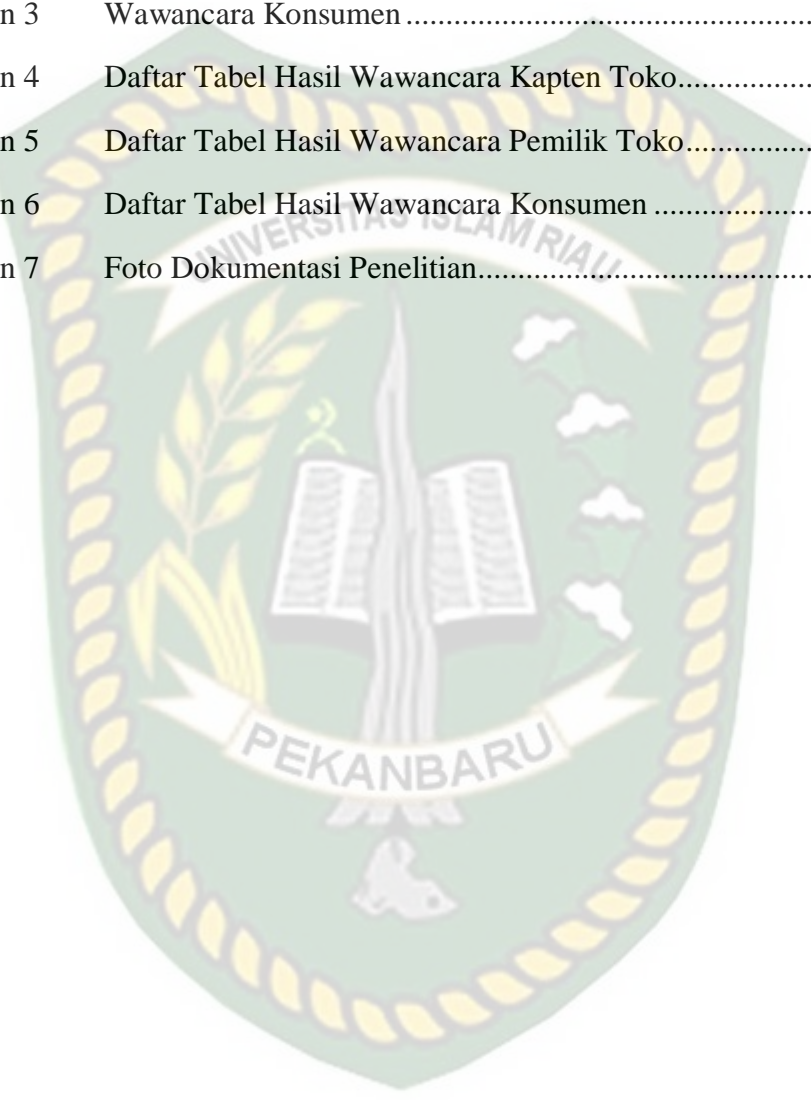 n 3 Wawancara Konsumen ....................................................
n 4 Daftar Tabel Hasil Wawancara Kapten Toko.................
n 5 Daftar Tabel Hasil Wawancara Pemilik Toko................
n 6 Daftar Tabel Hasil Wawancara Konsumen ....................
n 7 Foto Dokumentasi Penelitian..........................................
UNIVERSITAS ISLAM RIAU
PEKANBARU